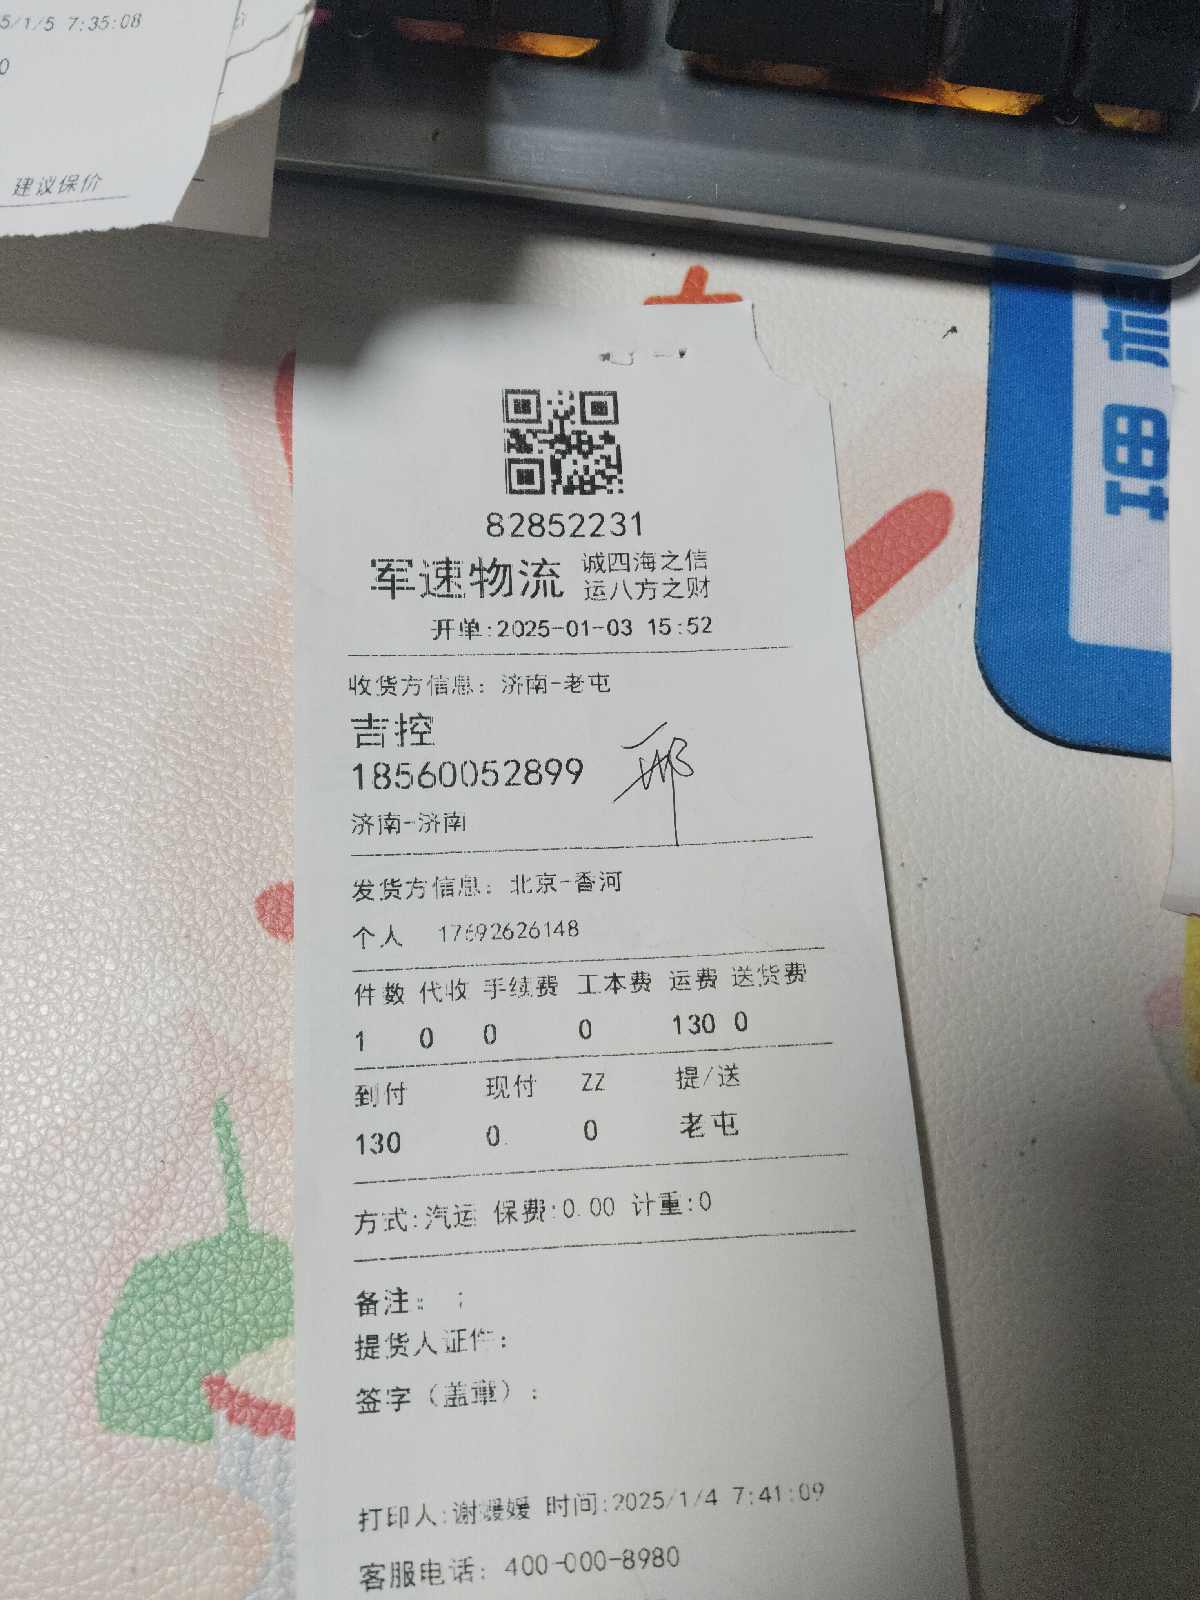 5/1/5 7:35:08
0
建议保价
理
82852231
军速物流 诚四海之信
运八方之财
开单:2025-01-03 15:52
收货方信息: 济南-老屯
吉控
18560052899
济南-济南
发货方信息: 北京-香河
个人 17692626148
件数 代收 手续费 工本费 运费 送货费
1 0 0 0 130 0
到付 现付 ZZ 提/送
130 0 0 老屯
方式:汽运 保费:0.00 计重:0
备注: ;
提货人证件:
签字（盖章）:
打印人:谢媛媛 时间:2025/1/4 7:41:09
客服电话: 400-000-8980